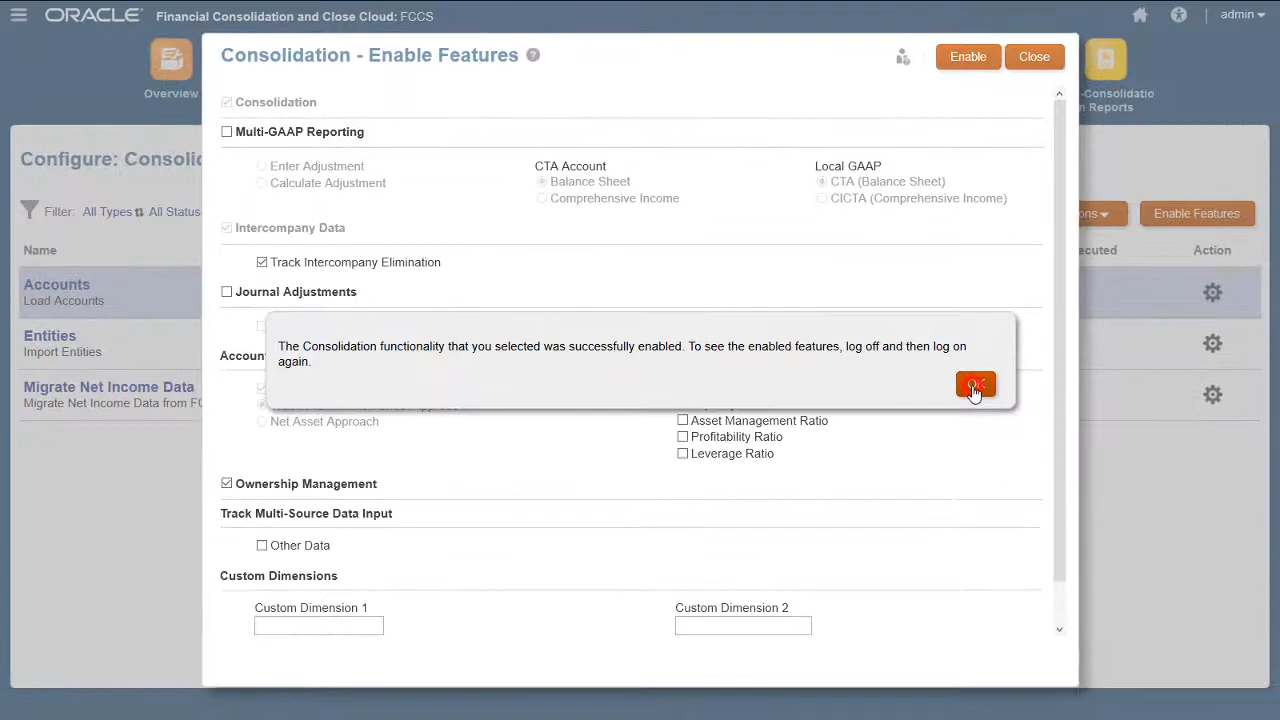 ORACLE Financial Consolidation and Close Cloud: FCCS admin
Overview
-Consolidatio
n Reports
Consolidation - Enable Features
Enable Close
Consolidation
Multi-GAAP Reporting
Enter Adjustment CTA Account Local GAAP
Calculate Adjustment Balance Sheet CTA (Balance Sheet)
Comprehensive Income CICTA (Comprehensive Income)
Intercompany Data
Track Intercompany Elimination
Journal Adjustments
The Consolidation functionality that you selected was successfully enabled. To see the enabled features, log off and then log on
again.
OK
Accoun
Net Asset Approach Asset Management Ratio
Profitability Ratio
Leverage Ratio
Ownership Management
Track Multi-Source Data Input
Other Data
Custom Dimensions
Custom Dimension 1 Custom Dimension 2
Configure: Consolid
Filter: All Types All Status
ons Enable Features
Name ecuted Action
Accounts
Load Accounts
Entities
Import Entities
Migrate Net Income Data
Migrate Net Income Data from FC